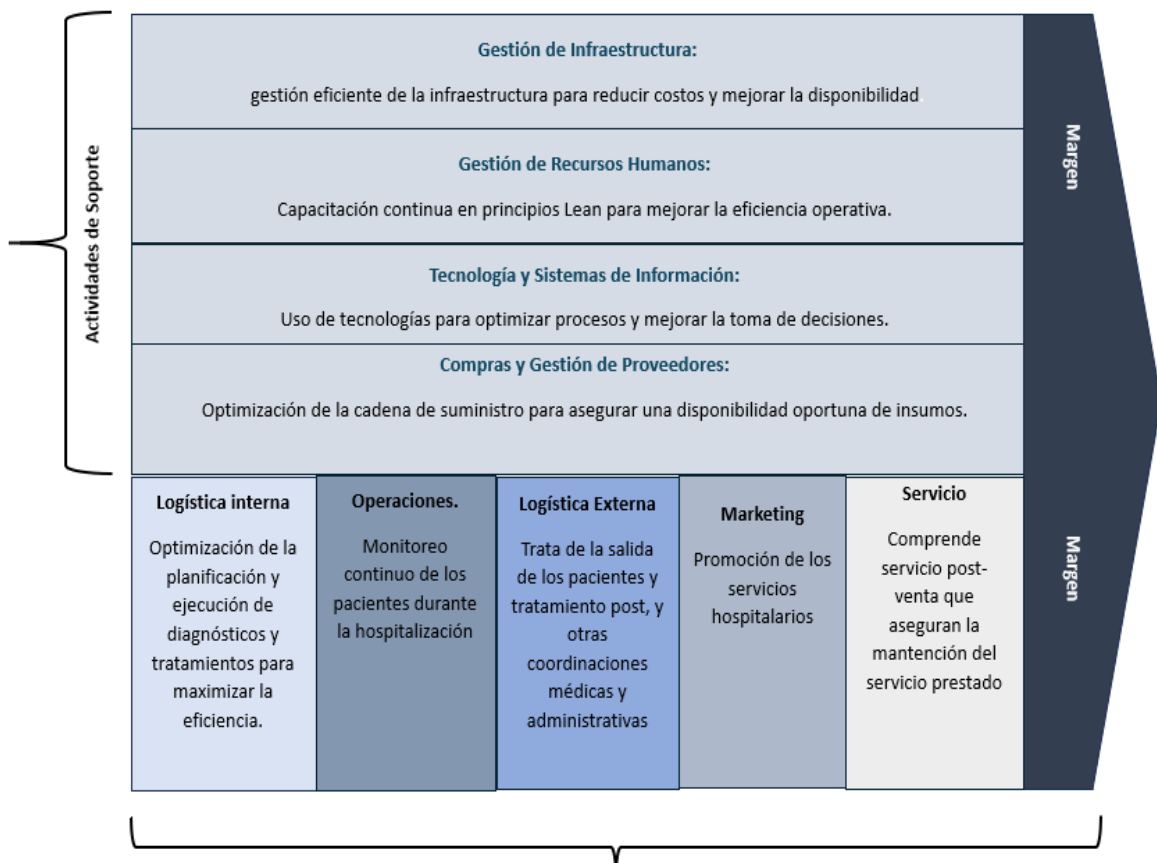 Actividades de Soporte
Gestión de Infraestructura:
gestión eficiente de la infraestructura para reducir costos y mejorar la disponibilidad
Gestión de Recursos Humanos:
Capacitación continua en principios Lean para mejorar la eficiencia operativa.
Tecnología y Sistemas de Información:
Uso de tecnologías para optimizar procesos y mejorar la toma de decisiones.
Compras y Gestión de Proveedores:
Optimización de la cadena de suministro para asegurar una disponibilidad oportuna de insumos.
Margen
Logística interna
Optimización de la
planificación y
ejecución de
diagnósticos y
tratamientos para
maximizar la
eficiencia.
Operaciones.
Monitoreo
continuo de los
pacientes durante
la hospitalización
Logística Externa
Trata de la salida
de los pacientes y
tratamiento post, y
otras
coordinaciones
médicas y
administrativas
Marketing
Promoción de los
servicios
hospitalarios
Servicio
Comprende
servicio post-
venta que
aseguran la
mantención del
servicio prestado
Margen